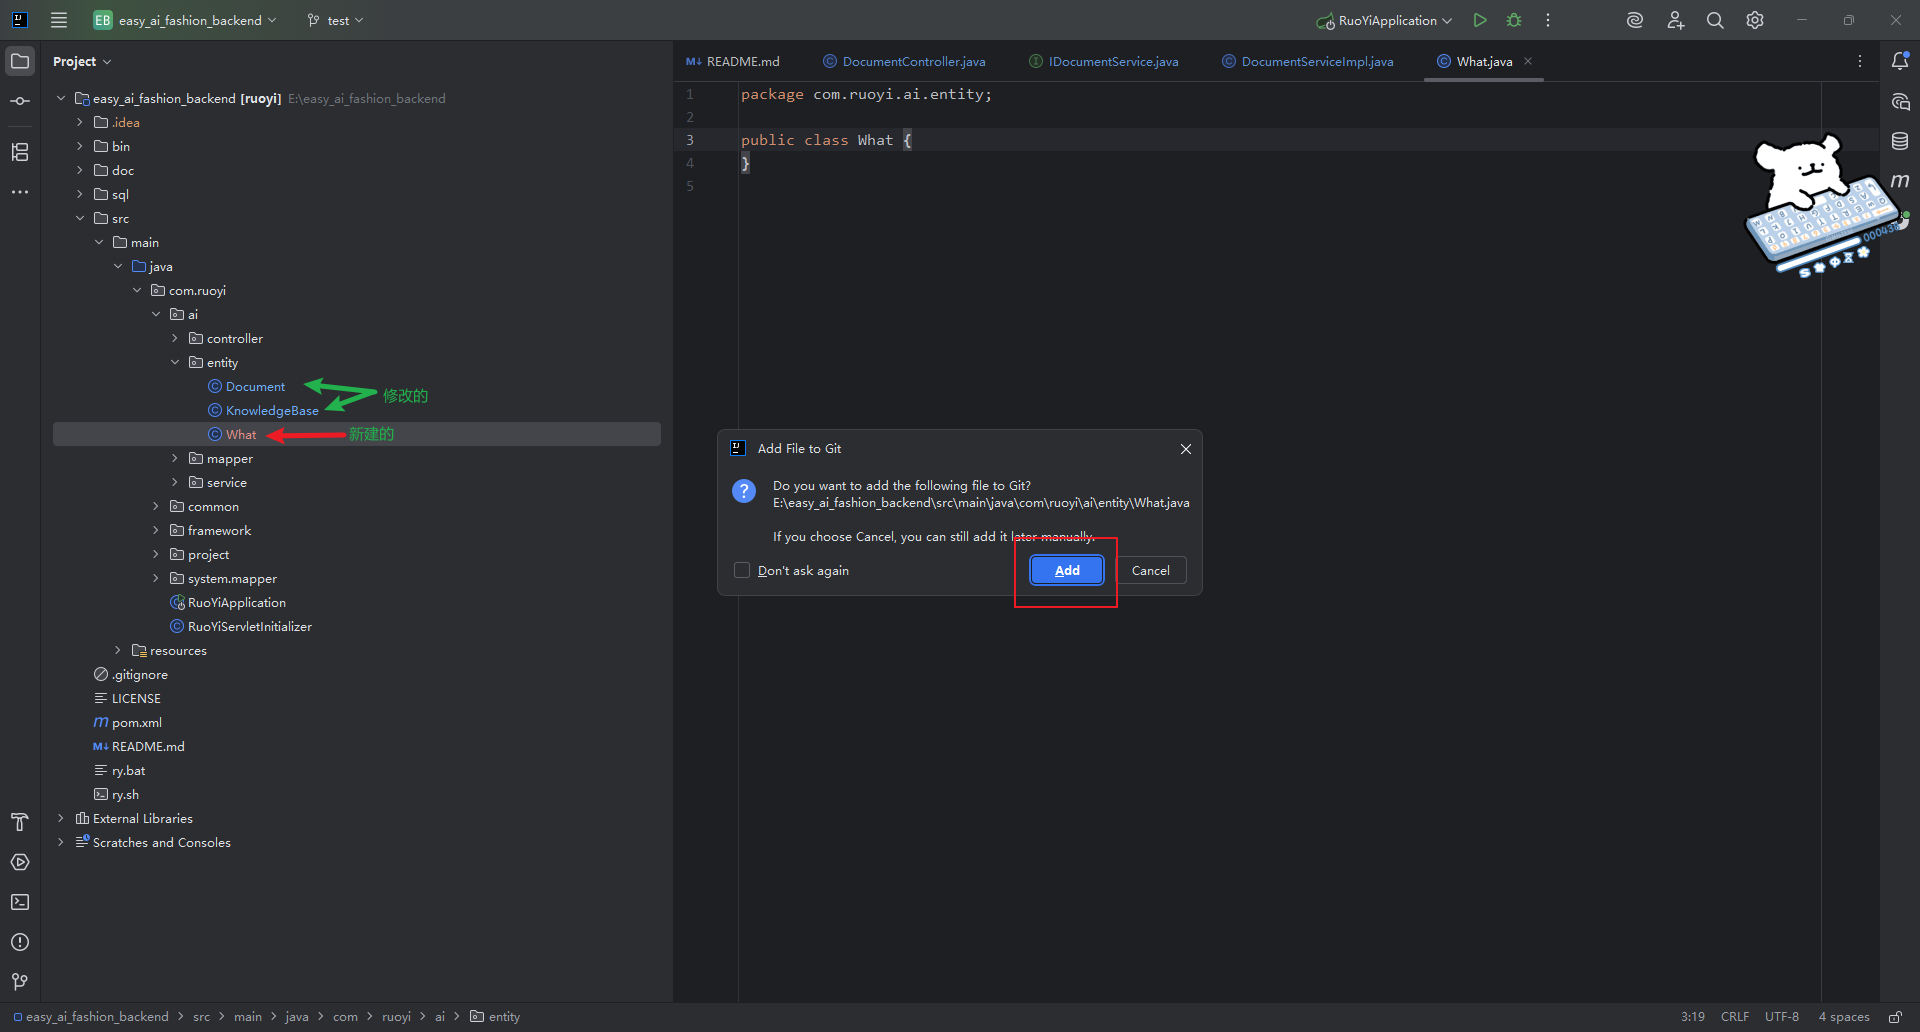 EB easy_ai_fashion_backend
test
RuoYiApplication
Project
README.md
DocumentController.java
IDocumentService.java
DocumentServiceImpl.java
What.java
easy_ai_fashion_backend [ruoyi] E:\easy_ai_fashion_backend
.idea
bin
doc
sql
src
main
java
com.ruoyi
ai
controller
entity
Document
修改的
KnowledgeBase
What
新建的
mapper
service
common
framework
project
system.mapper
RuoYiApplication
RuoYiServletInitializer
resources
.gitignore
LICENSE
pom.xml
README.md
ry.bat
ry.sh
External Libraries
Scratches and Consoles
1 package com.ruoyi.ai.entity;
2
3 public class What {
4 }
5
Add File to Git
Do you want to add the following file to Git?
E:\easy_ai_fashion_backend\src\main\java\com\ruoyi\ai\entity\What.java
If you choose Cancel, you can still add it later manually.
Don't ask again
Add
Cancel
easy_ai_fashion_backend > src > main > java > com > ruoyi > ai > entity
3:19 CRLF UTF-8 4 spaces